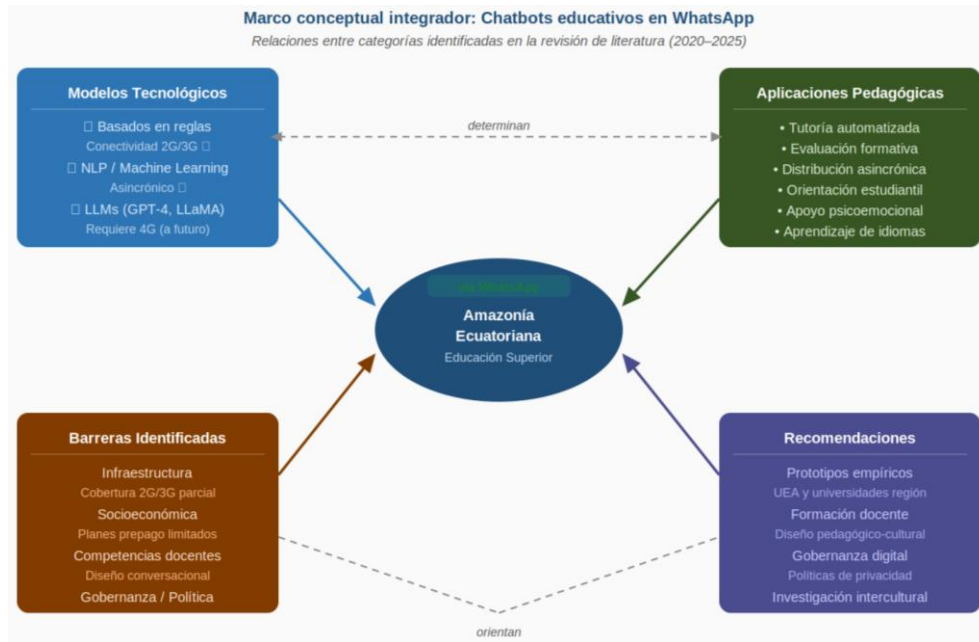 Marco conceptual integrador: Chatbots educativos en WhatsApp
Relaciones entre categorías identificadas en la revisión de literatura (2020–2025)
Modelos Tecnológicos
Basados en reglas
Conectividad 2G/3G
NLP / Machine Learning
Asincrónico
LLMs (GPT-4, LLaMA)
Requiere 4G (a futuro)
determinan
Aplicaciones Pedagógicas
• Tutoría automatizada
• Evaluación formativa
• Distribución asincrónica
• Orientación estudiantil
• Apoyo psicoemocional
• Aprendizaje de idiomas
vía WhatsApp
Amazonía
Ecuatoriana
Educación Superior
Barreras Identificadas
Infraestructura
Cobertura 2G/3G parcial
Socioeconómica
Planes prepago limitados
Competencias docentes
Diseño conversacional
Gobernanza / Política
Recomendaciones
Prototipos empíricos
UEA y universidades región
Formación docente
Diseño pedagógico-cultural
Gobernanza digital
Políticas de privacidad
Investigación intercultural
orientan